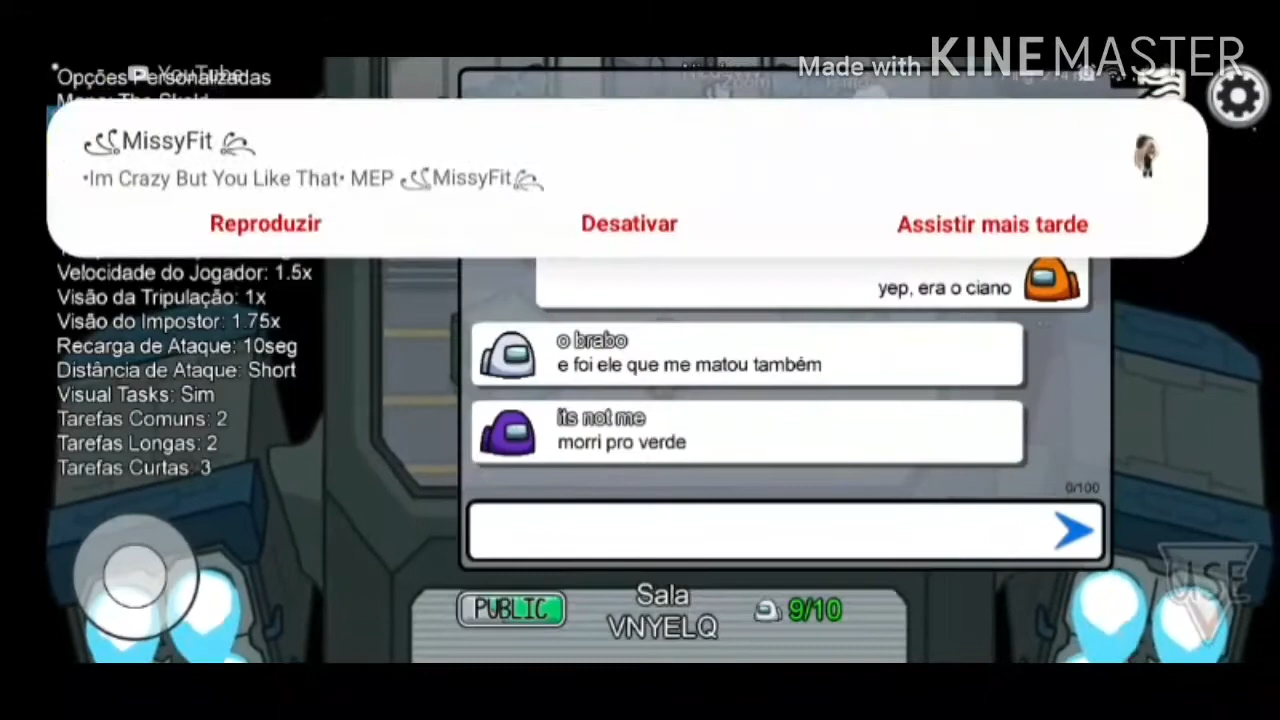 Made with KINEMASTER
YouTube
Opções Personalizadas
Mapa: The Skeld
MissyFit
•Im Crazy But You Like That• MEP MissyFit
Reproduzir
Desativar
Assistir mais tarde
Velocidade do Jogador: 1.5x
Visão da Tripulação: 1x
Visão do Impostor: 1.75x
Recarga de Ataque: 10seg
Distância de Ataque: Short
Visual Tasks: Sim
Tarefas Comuns: 2
Tarefas Longas: 2
Tarefas Curtas: 3
yep, era o ciano
o brabo
e foi ele que me matou também
its not me
morri pro verde
0/100
PUBLIC
Sala
VNYELQ
9/10
USE